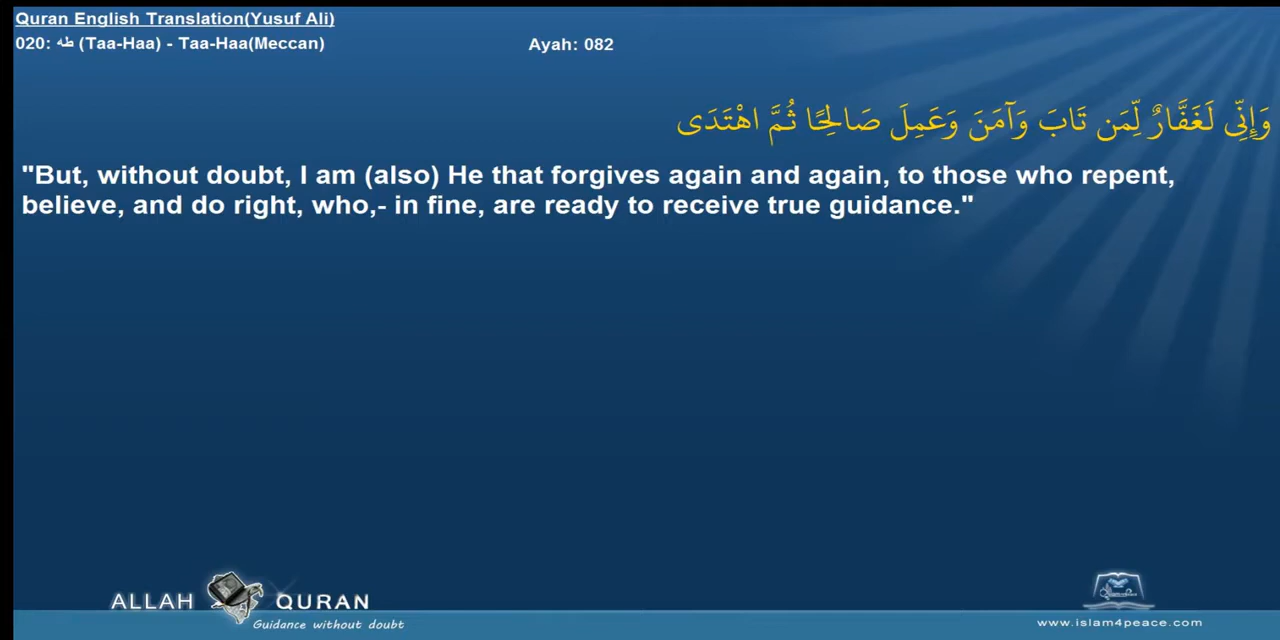 Quran English Translation(Yusuf Ali)
020: طه (Taa-Haa) - Taa-Haa(Meccan) Ayah: 082
وَإِنِّي لَغَفَّارٌ لِّمَن تَابَ وَآمَنَ وَعَمِلَ صَالِحًا ثُمَّ اهْتَدَى
"But, without doubt, I am (also) He that forgives again and again, to those who repent,
believe, and do right, who,- in fine, are ready to receive true guidance."
ALLAH QURAN
Guidance without doubt
www.islam4peace.com